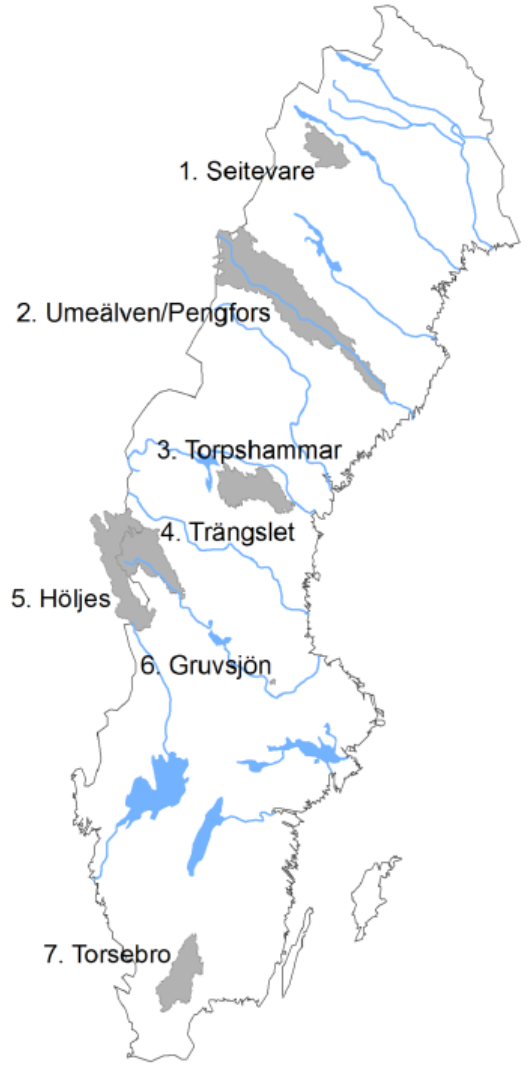 1. Seitevare
2. Umeälven/Pengfors
3. Torpshammar
4. Trängslet
5. Höljes
6. Gruvsjön
7. Torsebro